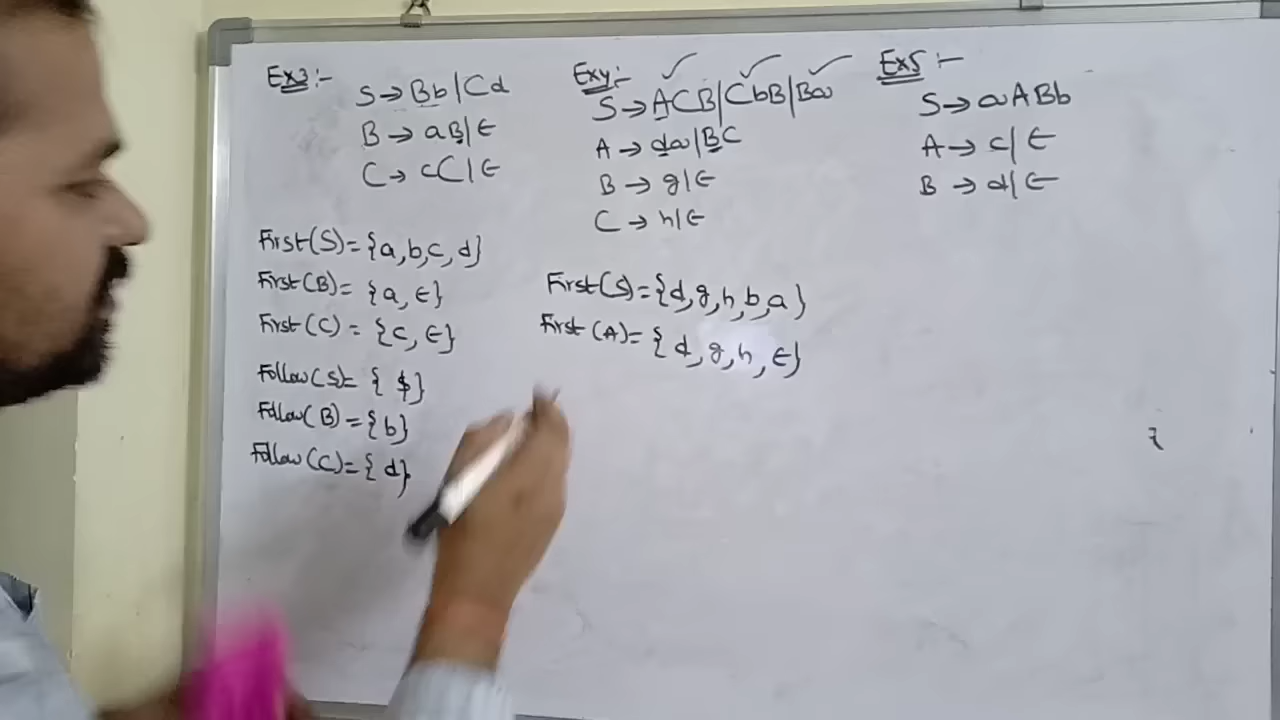 Ex3:-
S→Bb|Cd
B→aB|∈
C→cC|∈
First(S)={a,b,c,d}
First(B)={a,∈}
First(C)={c,∈}
Follow(S)={$}
Follow(B)={b}
Follow(C)={d}
Ex4:-
S→ACB|CbB|Ba
A→da|BC
B→g|∈
C→h|∈
First(S)={d,g,h,b,a}
First(A)={d,g,h,∈}
Ex5:-
S→aABb
A→c|∈
B→d|∈
{